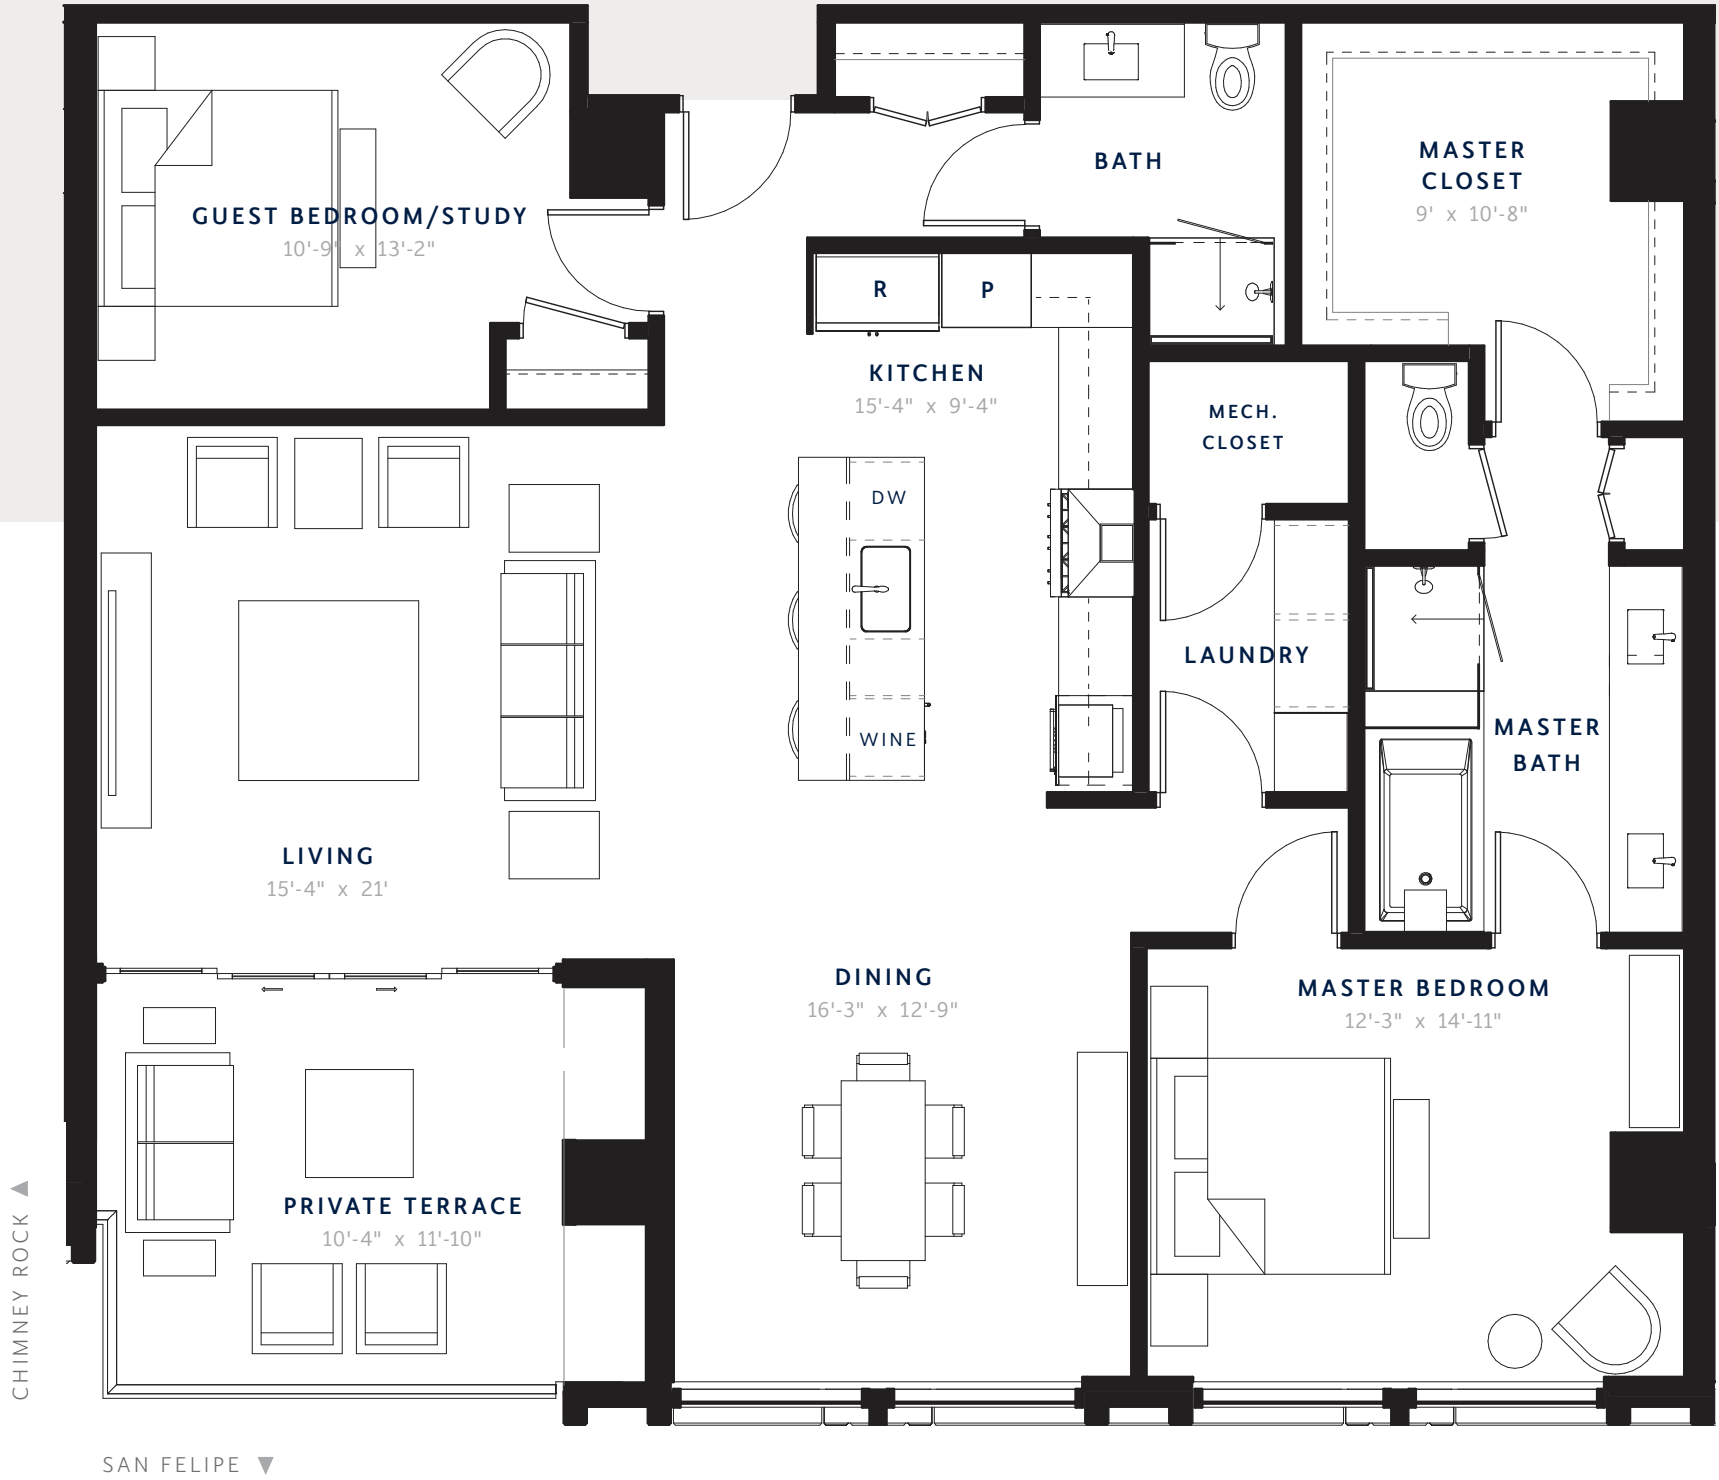 BATH
MASTER
CLOSET
9' x 10'-8"
GUEST BEDROOM/STUDY
10'-9" x 13'-2"
R
P
KITCHEN
15'-4" x 9'-4"
MECH.
CLOSET
DW
LAUNDRY
WINE
MASTER
BATH
LIVING
15'-4" x 21'
DINING
16'-3" x 12'-9"
MASTER BEDROOM
12'-3" x 14'-11"
PRIVATE TERRACE
10'-4" x 11'-10"
CHIMNEY ROCK
SAN FELIPE